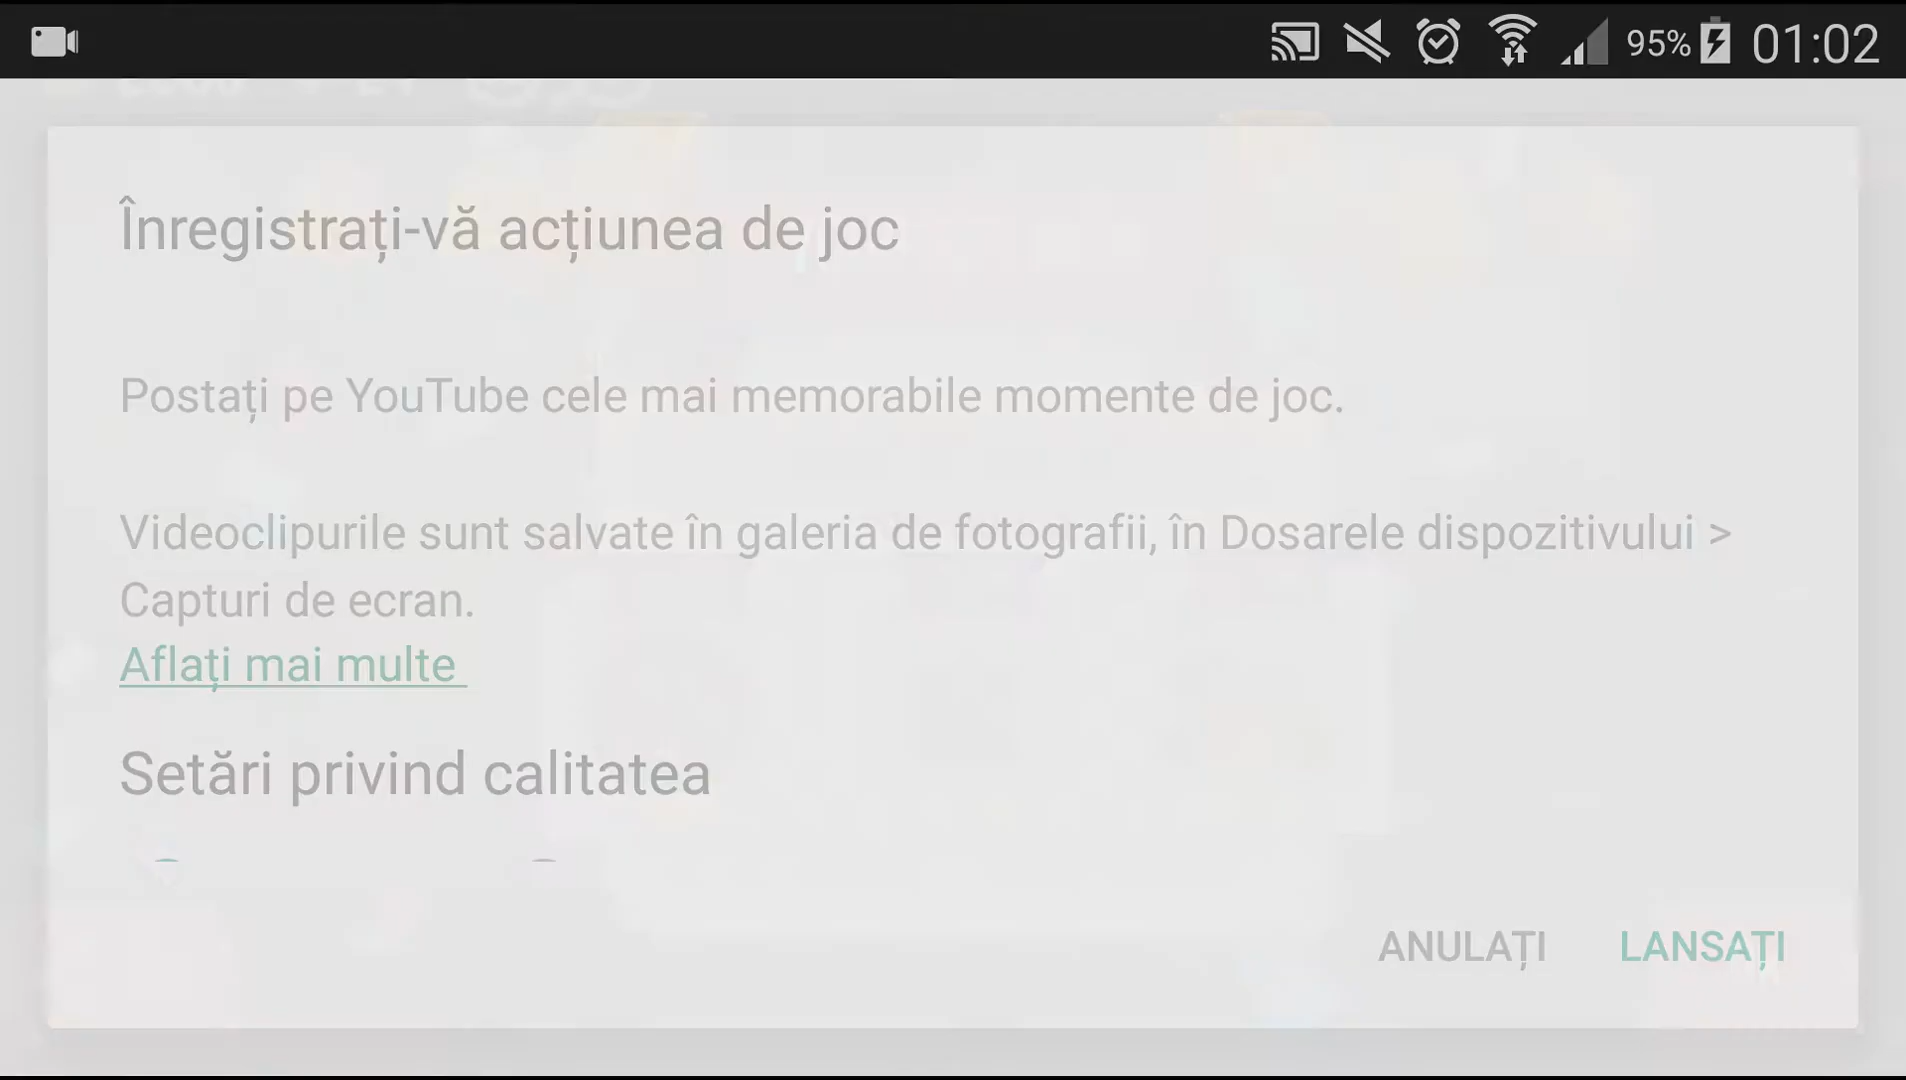 95% 01:02
Înregistrați-vă acțiunea de joc
Postați pe YouTube cele mai memorabile momente de joc.
Videoclipurile sunt salvate în galeria de fotografii, în Dosarele dispozitivului >
Capturi de ecran.
Aflați mai multe
Setări privind calitatea
ANULAȚI LANSAȚI